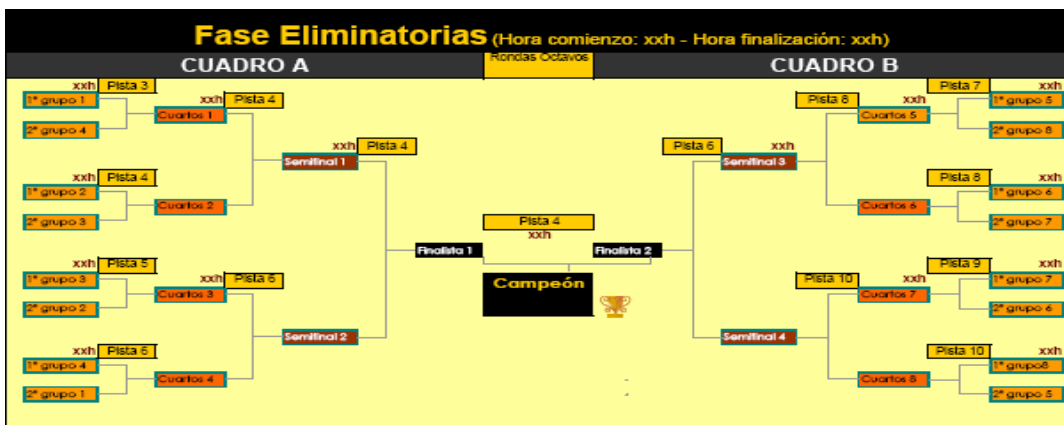 Fase Eliminatorias (Hora comienzo: xxh - Hora finalización: xxh)
Rondas Octavos
CUADRO A
CUADRO B
xxh Pista 3
1º grupo 1
2º grupo 4
xxh Pista 4
Cuartos 1
xxh Pista 4
1º grupo 2
2º grupo 3
Cuartos 2
xxh Pista 4
Semifinal 1
xxh Pista 5
1º grupo 3
2º grupo 2
xxh Pista 6
Cuartos 3
xxh Pista 6
1º grupo 4
2º grupo 1
Cuartos 4
Semifinal 2
Finalista 1
Pista 4
xxh
Finalista 2
Campeón
Pista 6 xxh
Semifinal 3
Pista 8 xxh
Cuartos 5
Pista 7 xxh
1º grupo 5
2º grupo 8
Pista 8 xxh
1º grupo 6
2º grupo 7
Cuartos 6
Pista 10 xxh
Cuartos 7
Pista 9 xxh
1º grupo 7
2º grupo 6
Semifinal 4
Pista 10 xxh
1º grupo8
2º grupo 5
Cuartos 8